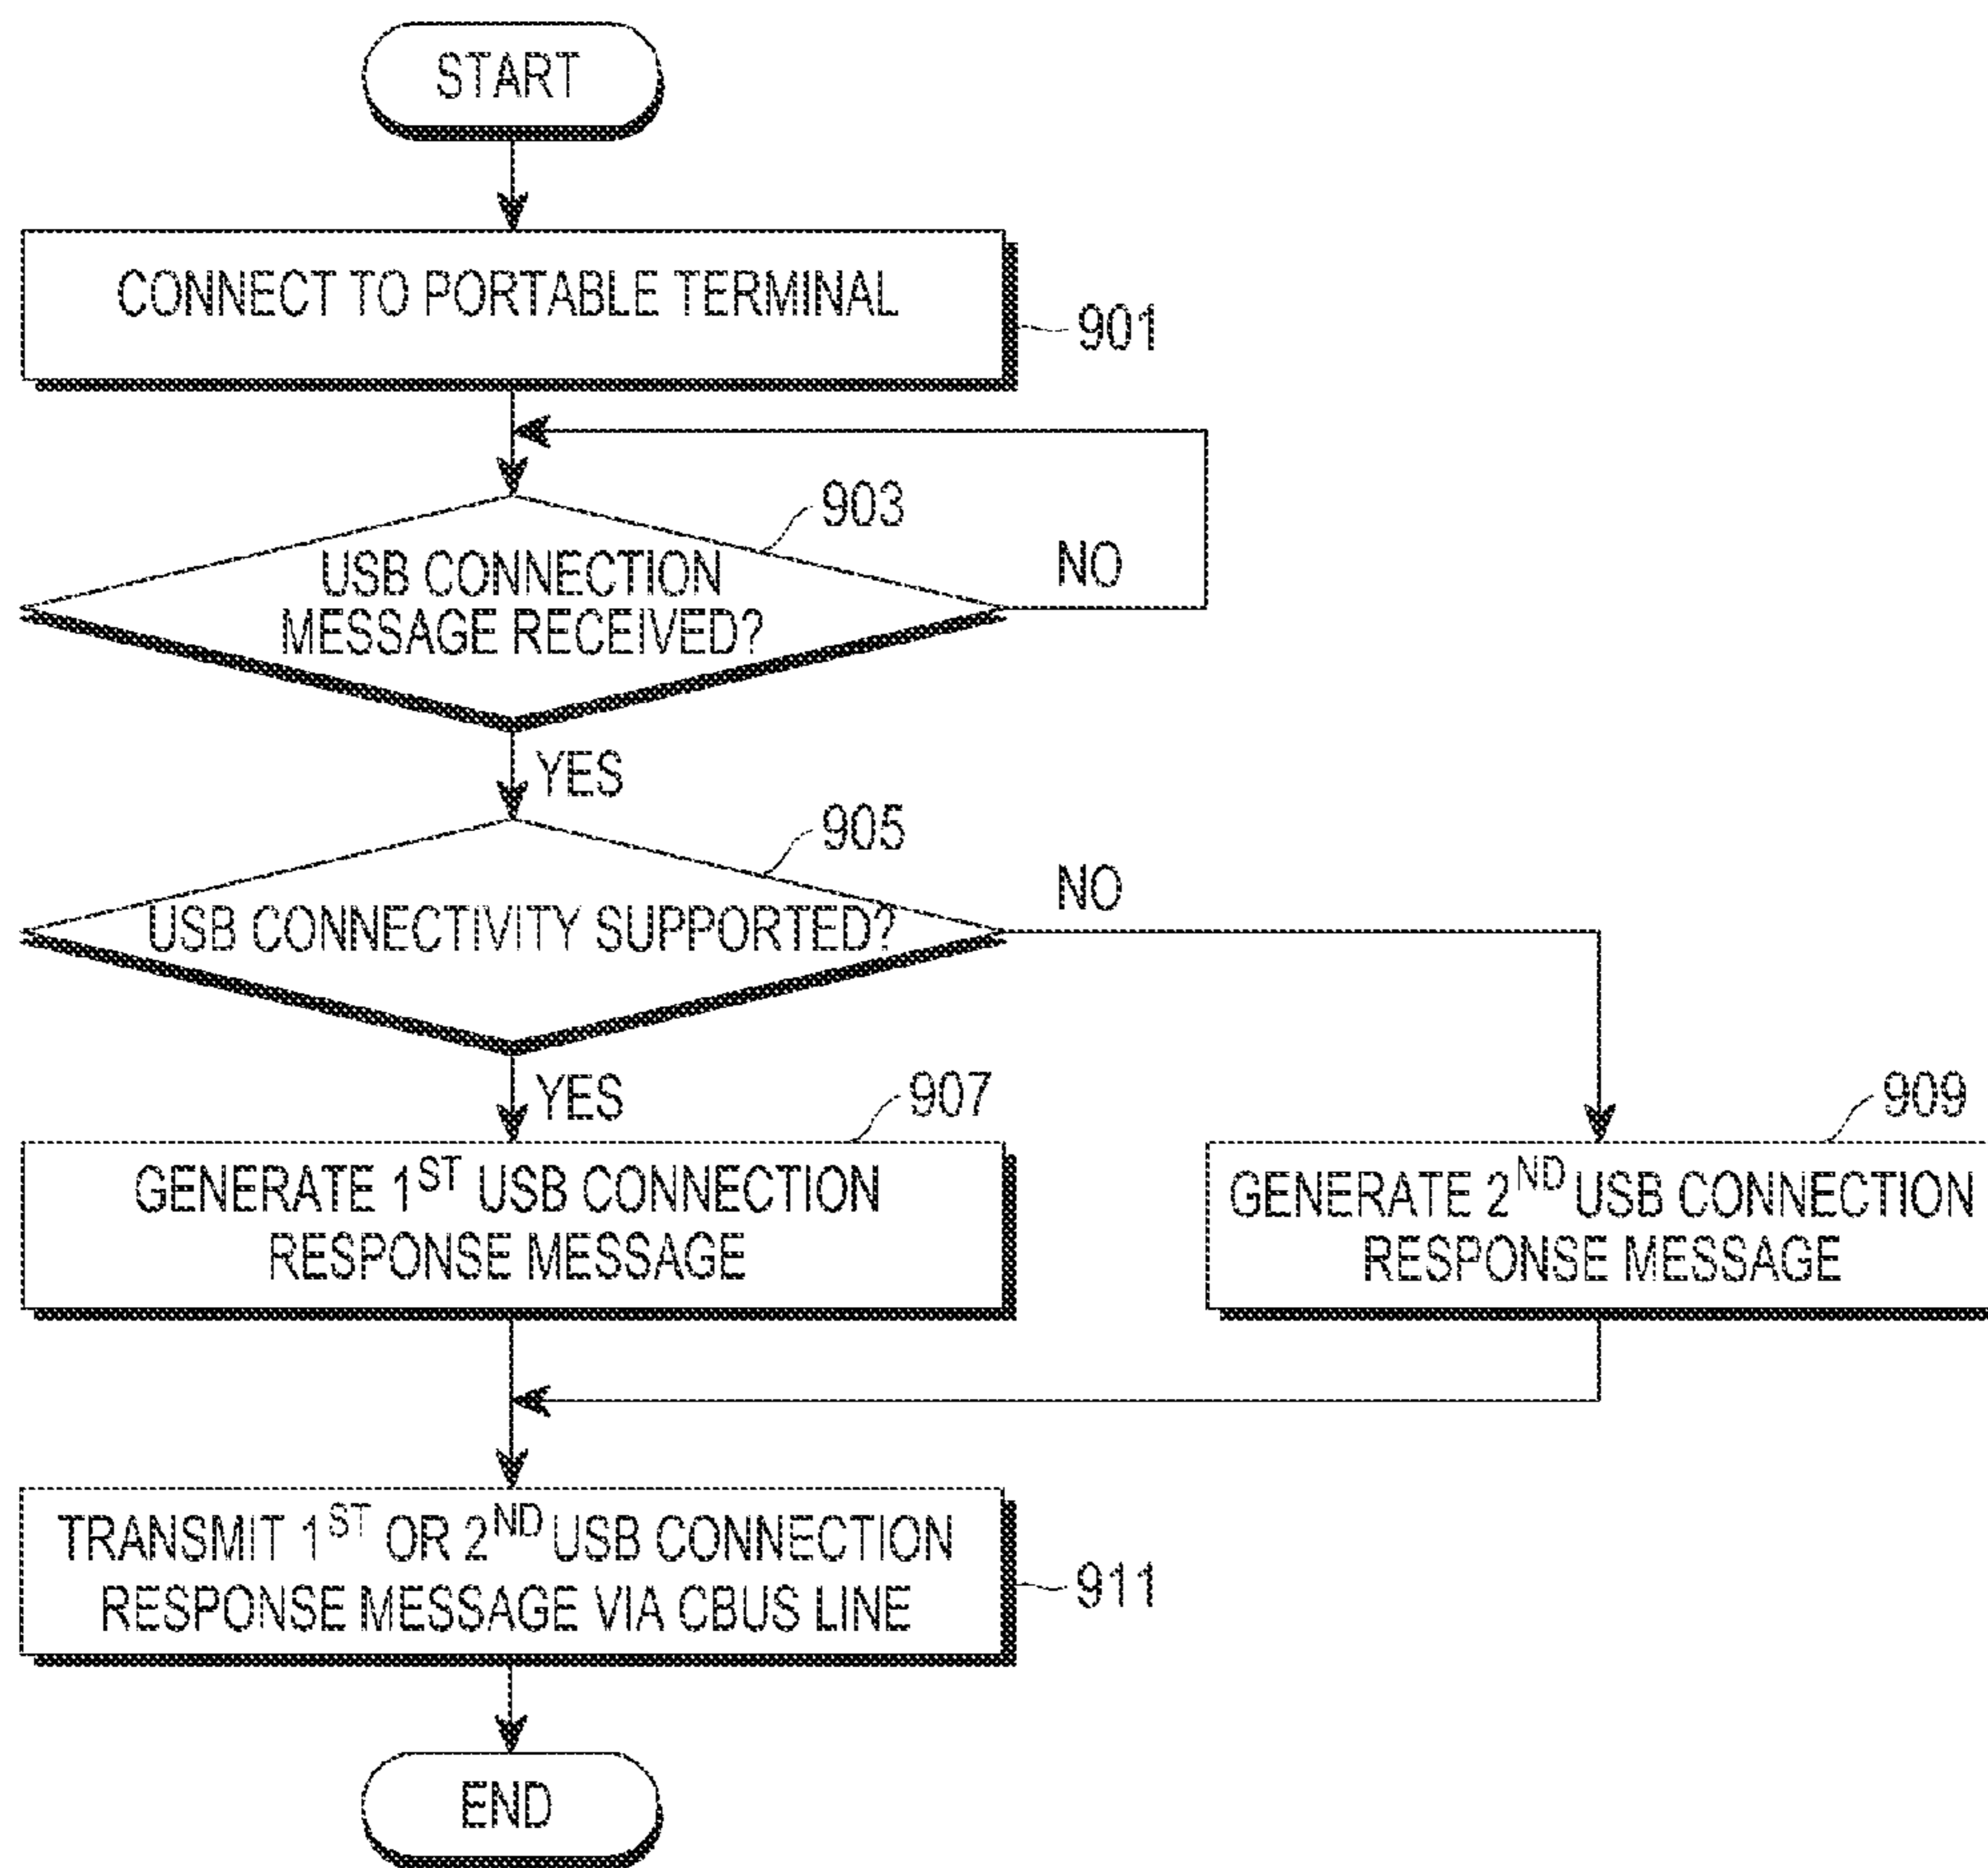 START
CONNECT TO PORTABLE TERMINAL
901
903
USB CONNECTION
MESSAGE RECEIVED?
NO
YES
905
USB CONNECTIVITY SUPPORTED?
NO
YES
907
GENERATE 1ST USB CONNECTION
RESPONSE MESSAGE
909
GENERATE 2ND USB CONNECTION
RESPONSE MESSAGE
TRANSMIT 1ST OR 2ND USB CONNECTION
RESPONSE MESSAGE VIA CBUS LINE
911
END